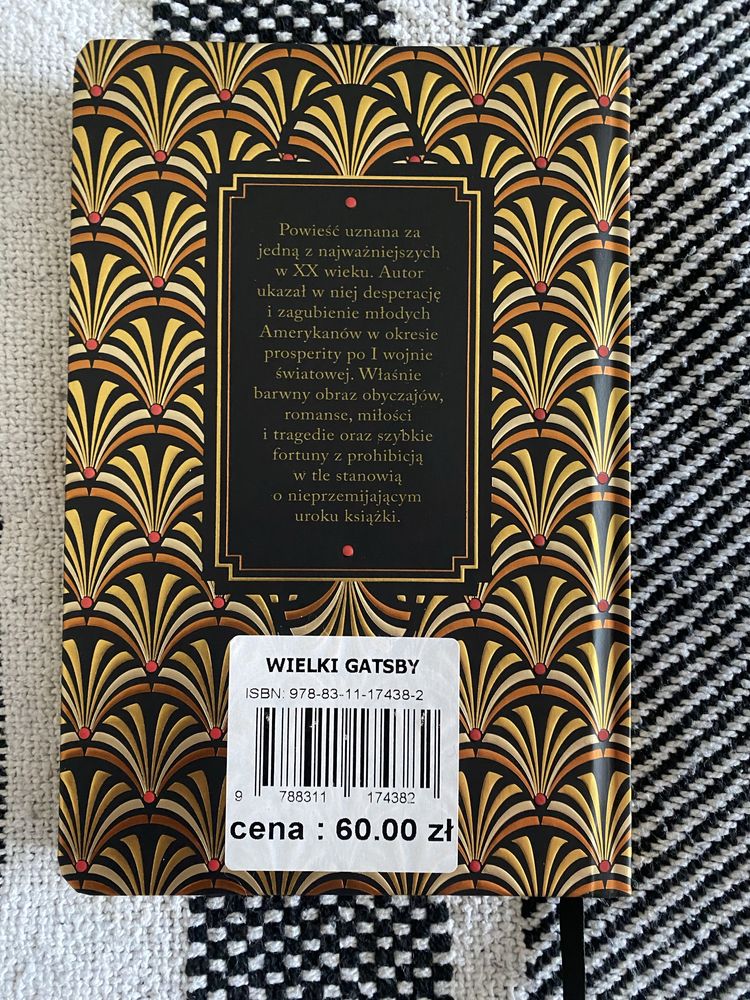 Powieść uznana za
jedną z najważniejszych
w XX wieku. Autor
ukazał w niej desperację
i zagubienie młodych
Amerykanów w okresie
prosperity po I wojnie
światowej. Właśnie
barwny obraz obyczajów,
romanse, miłości
i tragedie oraz szybkie
fortuny z prohibicją
w tle stanowią
o nieprzemijającym
uroku książki.
WIELKI GATSBY
ISBN: 978-83-11-17438-2
9 788311 174382
cena : 60.00 zł